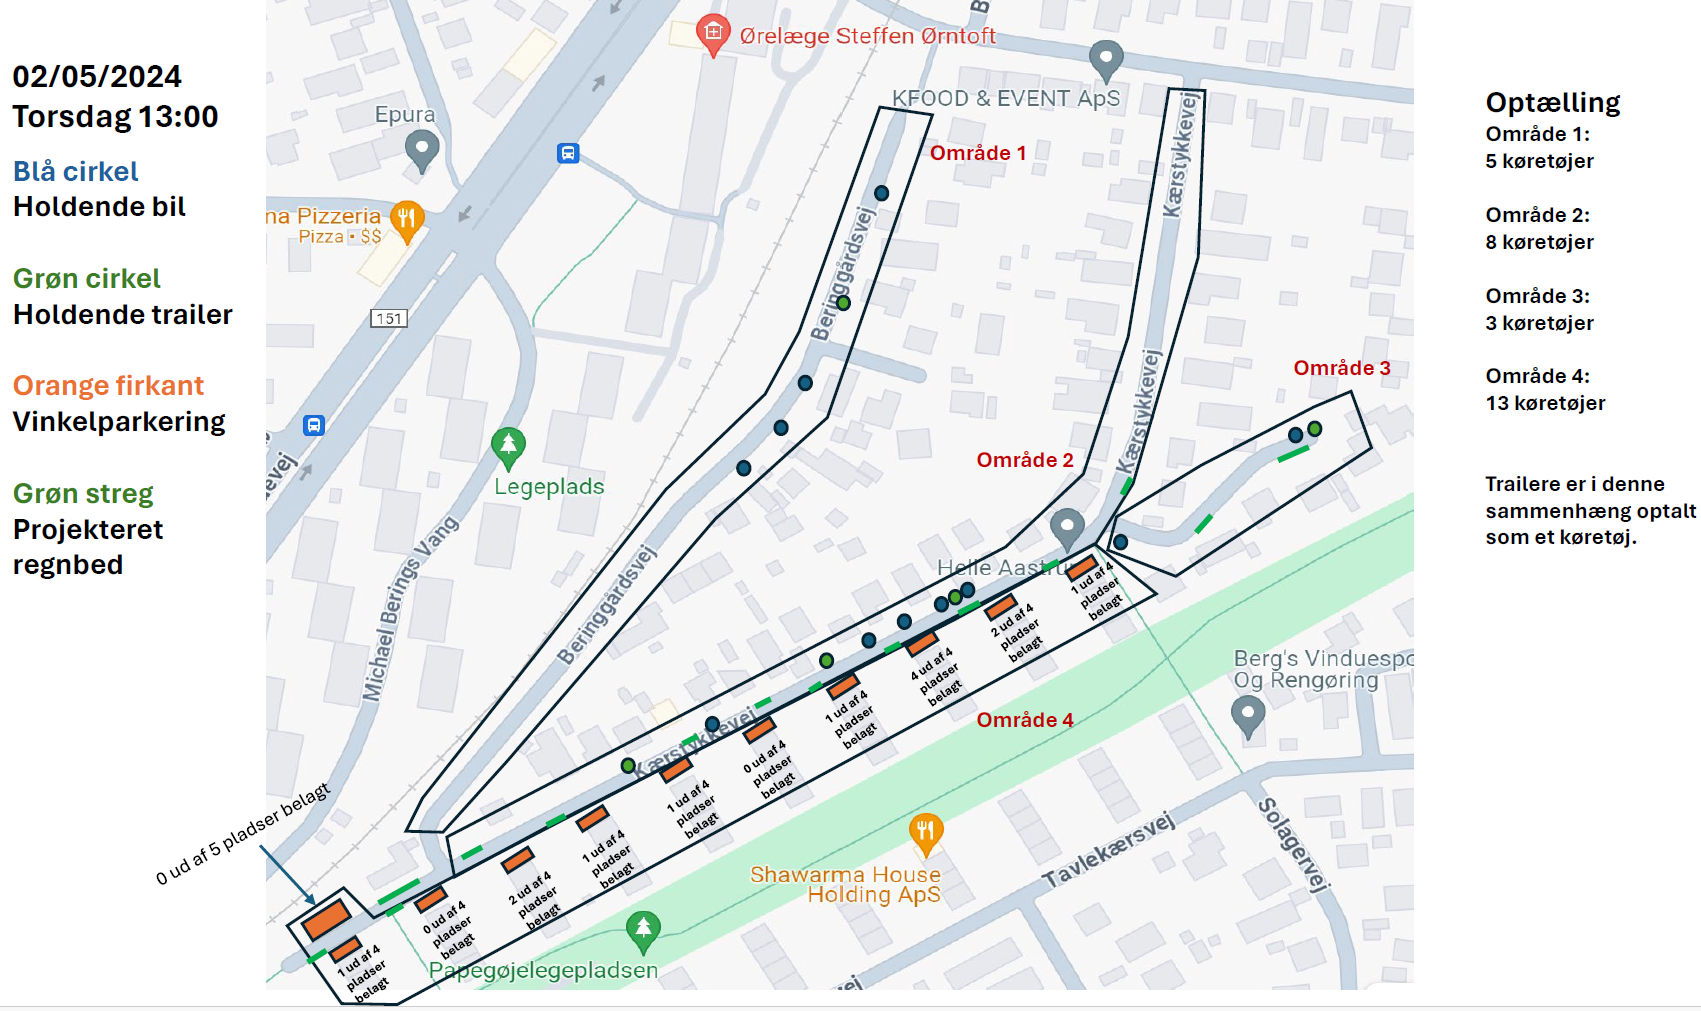 02/05/2024
Torsdag 13:00
Blå cirkel
Holdende bil
Grøn cirkel
Holdende trailer
Orange firkant
Vinkelparkering
Grøn streg
Projekteret
regnbed
Ørelæge Steffen Ørntoft
Epura
KFOOD & EVENT ApS
Område 1
na Pizzeria
Pizza • $$
151
Beringgårdsvej
Kærstykkevej
Kærstykkevej
Område 3
Område 2
Legeplads
evej
Michael Berings Vang
Beringgårdsvej
Helle Aastru
Kærstykkevej
Område 4
Berg's Vinduespo
Og Rengøring
Shawarma House
Holding ApS
Papegøjelegepladsen
Tavlekærsvej
Solagervej
vej
B
0 ud af 5 pladser belagt
1 ud af 4
pladser
belagt
0 ud af 4
pladser
belagt
2 ud af 4
pladser
belagt
1 ud af 4
pladser
belagt
1 ud af 4
pladser
belagt
0 ud af 4
pladser
belagt
1 ud af 4
pladser
belagt
4 ud af 4
pladser
belagt
2 ud af 4
pladser
belagt
1 ud af 4
pladser
belagt
Optælling
Område 1:
5 køretøjer
Område 2:
8 køretøjer
Område 3:
3 køretøjer
Område 4:
13 køretøjer
Trailere er i denne
sammenhæng optalt
som et køretøj.